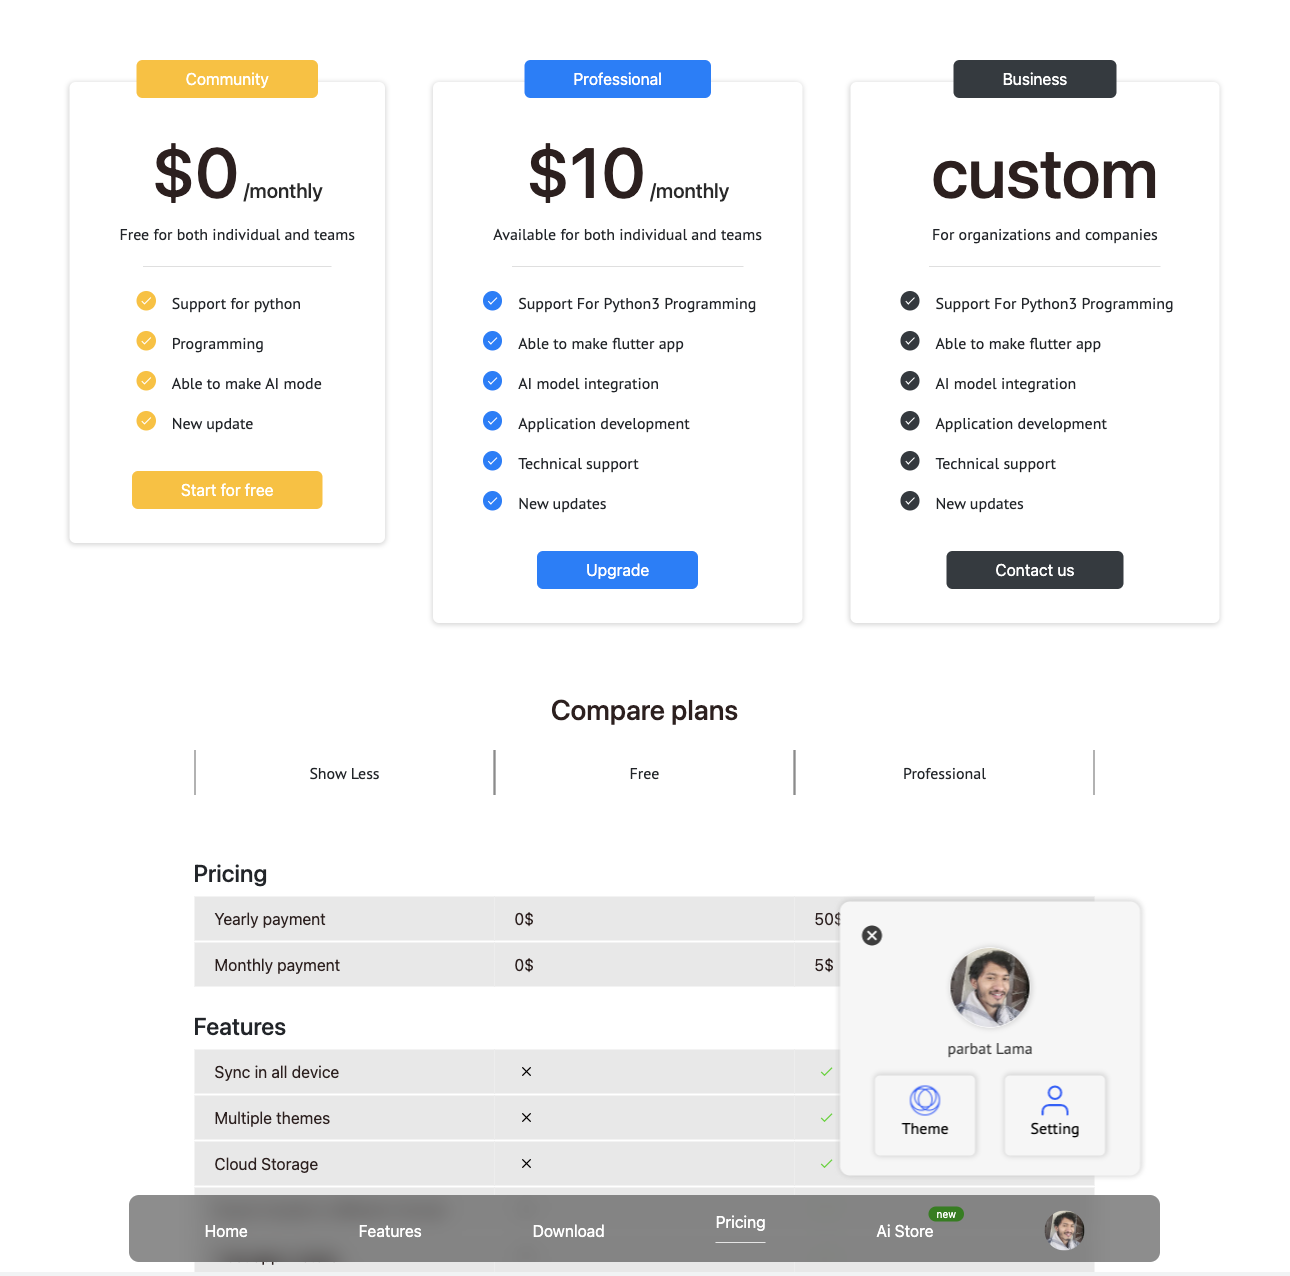 Community
$0 /monthly
Free for both individual and teams
Support for python
Programming
Able to make AI mode
New update
Start for free
Professional
$10 /monthly
Available for both individual and teams
Support For Python3 Programming
Able to make flutter app
AI model integration
Application development
Technical support
New updates
Upgrade
Business
custom
For organizations and companies
Support For Python3 Programming
Able to make flutter app
AI model integration
Application development
Technical support
New updates
Contact us
Compare plans
Show Less Free Professional
Pricing
Yearly payment 0$ 50$
Monthly payment 0$ 5$
Features
Sync in all device
Multiple themes
Cloud Storage
parbat Lama
Theme Setting
Home Features Download Pricing Ai Store new